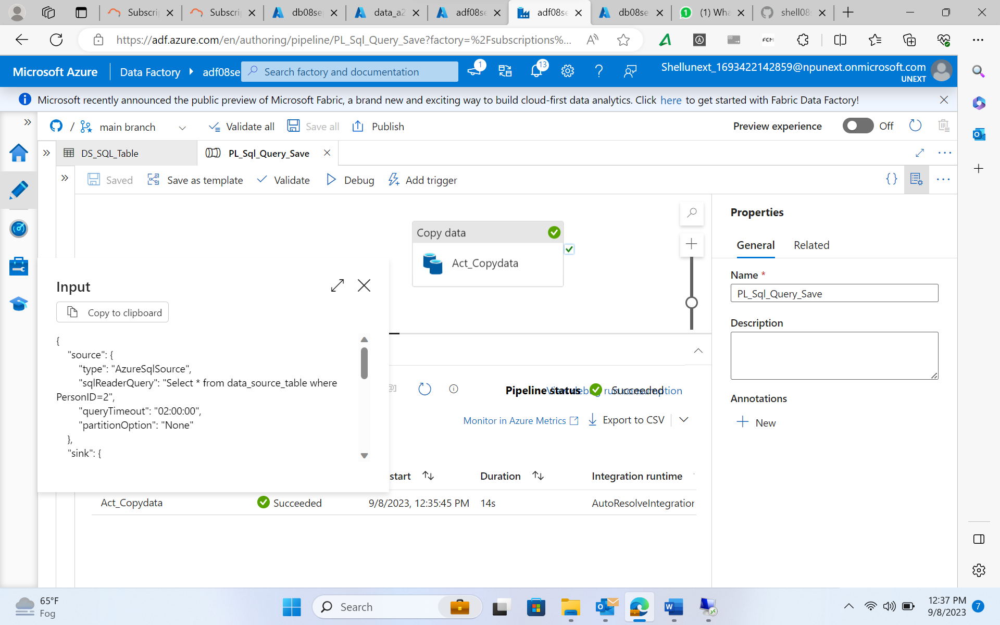 Subscri
Subscri
db08se
data_a2
adf08se
adf08se
db08se
(1) Wha
shell08
https://adf.azure.com/en/authoring/pipeline/PL_Sql_Query_Save?factory=%2Fsubscriptions%...
Microsoft Azure
Data Factory
adf08se
Search factory and documentation
1
13
Shellunext_1693422142859@npunext.onmicrosoft.com
UNEXT
Microsoft recently announced the public preview of Microsoft Fabric, a brand new and exciting way to build cloud-first data analytics. Click here to get started with Fabric Data Factory!
/ main branch
Validate all
Save all
Publish
Preview experience
Off
DS_SQL_Table
PL_Sql_Query_Save
Saved
Save as template
Validate
Debug
Add trigger
{}
Copy data
Act_Copydata
Properties
General
Related
Name *
PL_Sql_Query_Save
Description
Annotations
New
Input
Copy to clipboard
{
"source": {
"type": "AzureSqlSource",
"sqlReaderQuery": "Select * from data_source_table where
PersonID=2",
"queryTimeout": "02:00:00",
"partitionOption": "None"
},
"sink": {
Pipeline status
Succeeded
View debug run consumption
Monitor in Azure Metrics
Export to CSV
start
Duration
Integration runtime
Act_Copydata
Succeeded
9/8/2023, 12:35:45 PM
14s
AutoResolveIntegration
65°F
Fog
Search
12:37 PM
9/8/2023
7